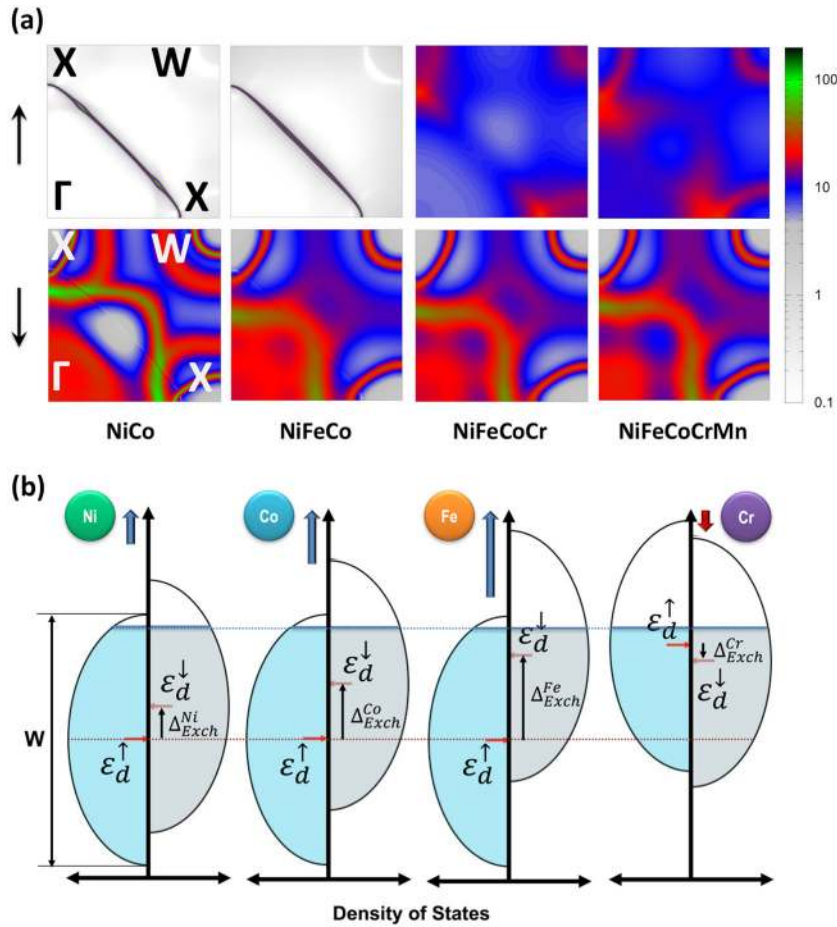 (a)
X W
Γ X
X W
Γ X
100
10
1
0.1
NiCo NiFeCo NiFeCoCr NiFeCoCrMn
(b)
Ni Co Fe Cr
W
ε_d^↑ ε_d^↓ Δ_Exch^Ni
ε_d^↑ ε_d^↓ Δ_Exch^Co
ε_d^↑ ε_d^↓ Δ_Exch^Fe
ε_d^↑ ε_d^↓ Δ_Exch^Cr
Density of States